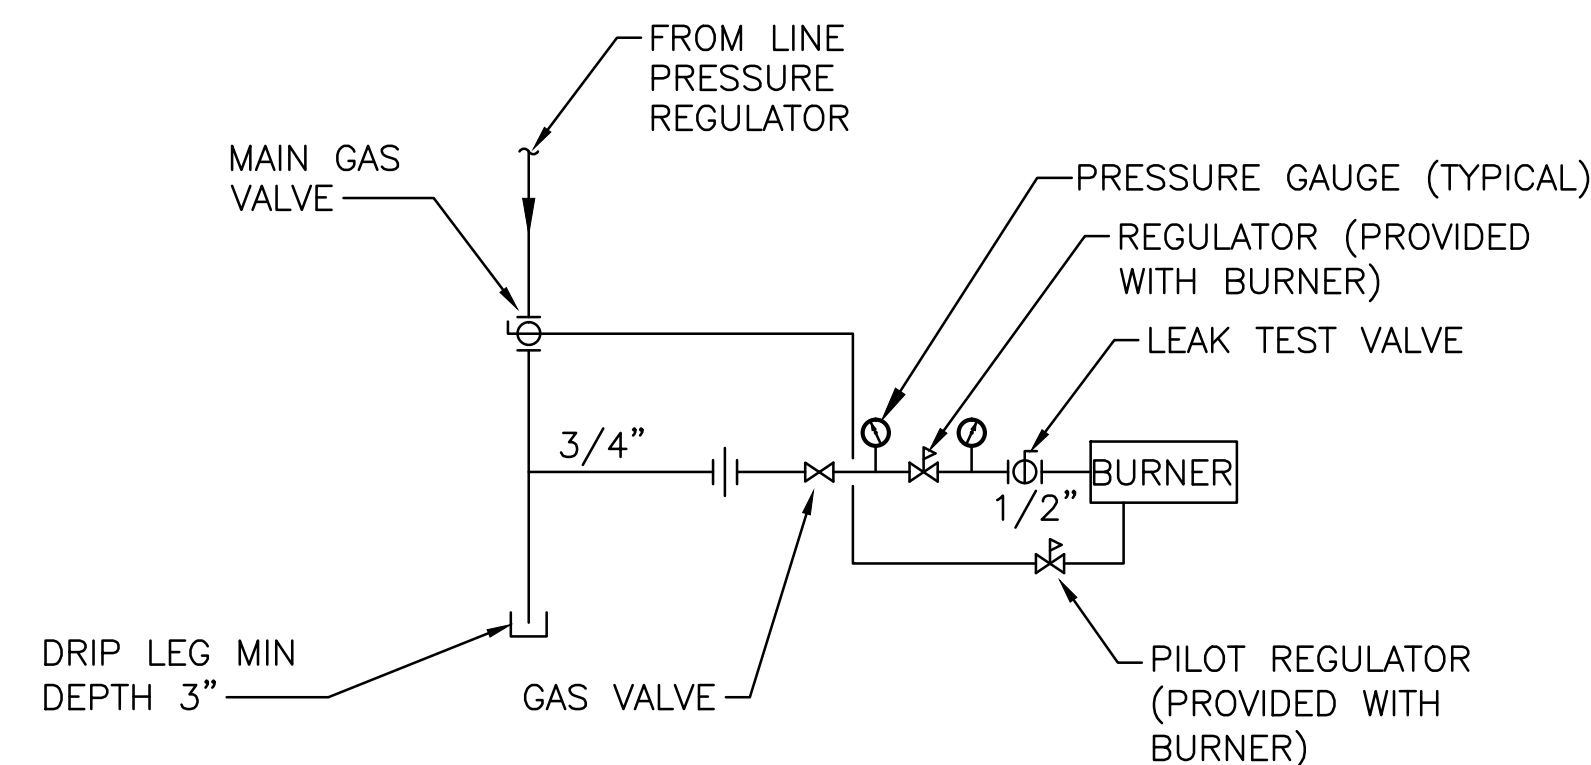 FROM LINE
PRESSURE
REGULATOR
MAIN GAS
VALVE
PRESSURE GAUGE (TYPICAL)
REGULATOR (PROVIDED
WITH BURNER)
LEAK TEST VALVE
3/4”
BURNER
1/2”
DRIP LEG MIN
DEPTH 3”
GAS VALVE
PILOT REGULATOR
(PROVIDED WITH
BURNER)